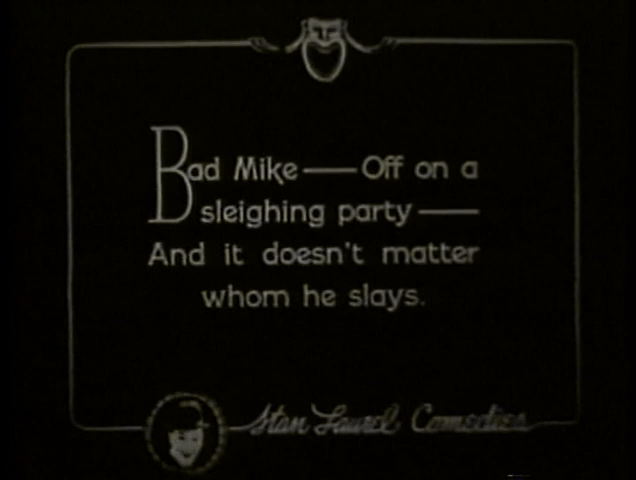 Bad Mike — Off on a
sleighing party —
And it doesn't matter
whom he slays.
Stan Laurel Comedies